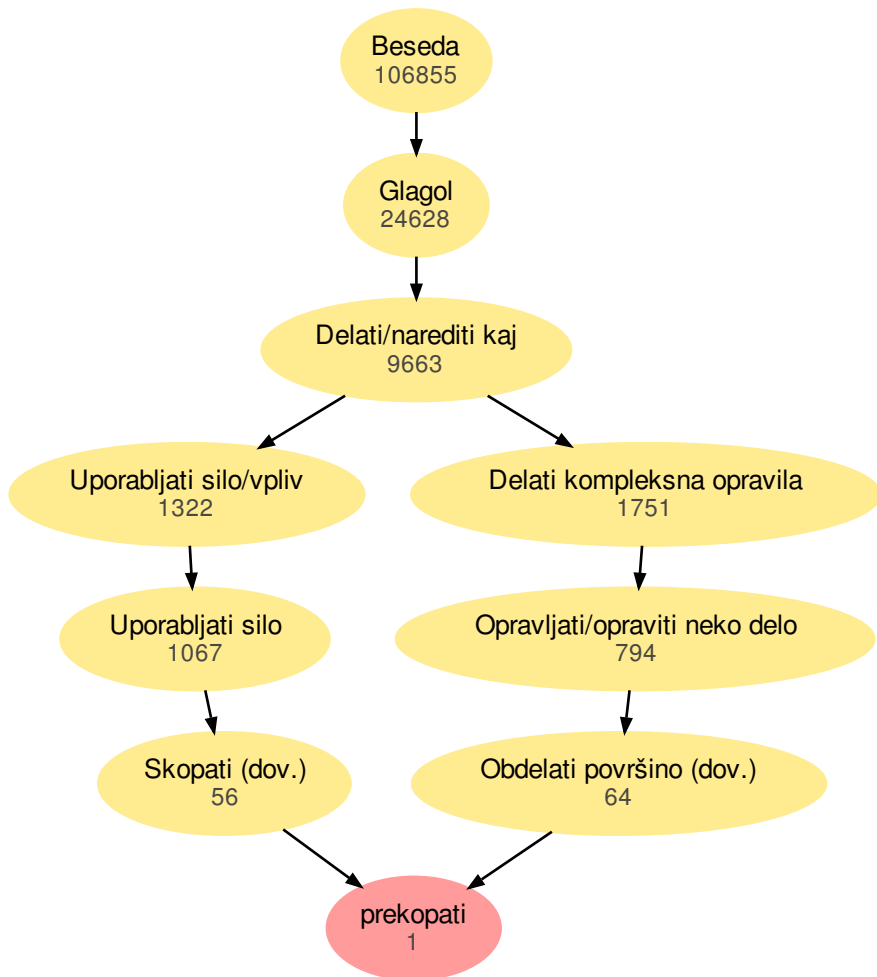 Beseda
106855
Glagol
24628
Delati/narediti kaj
9663
Uporabljati silo/vpliv
1322
Delati kompleksna opravila
1751
Uporabljati silo
1067
Opravljati/opraviti neko delo
794
Skopati (dov.)
56
Obdelati površino (dov.)
64
prekopati
1